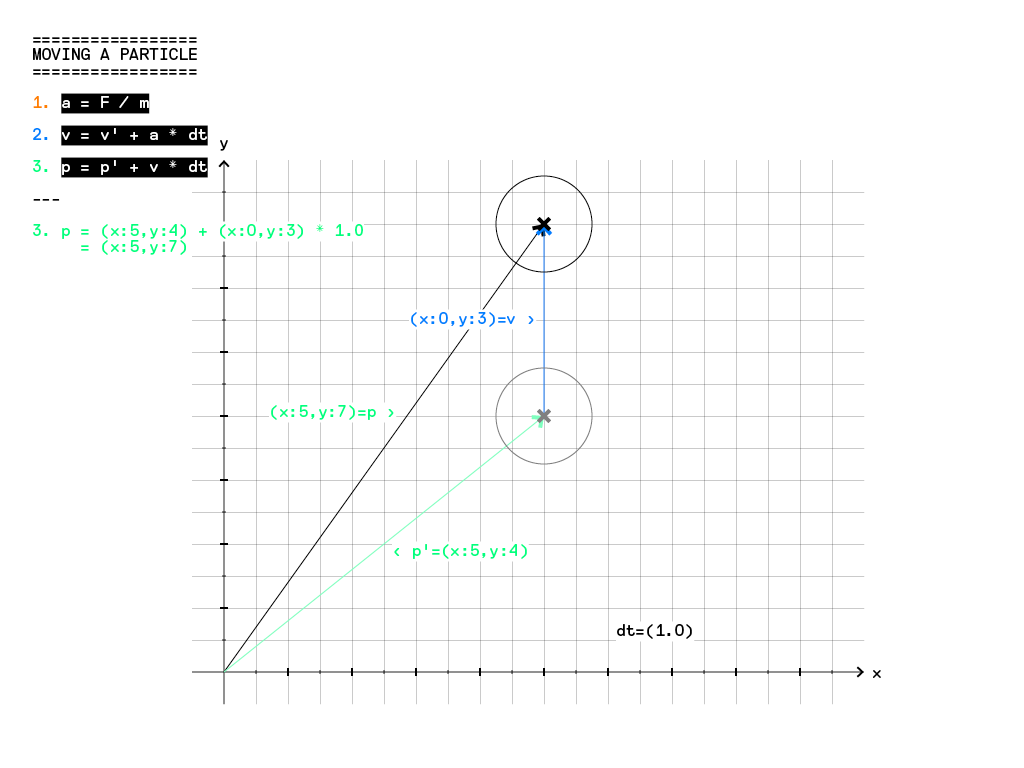 =================
MOVING A PARTICLE
=================
1. a = F / m
2. v = v' + a * dt
3. p = p' + v * dt
---
3. p = (x:5,y:4) + (x:0,y:3) * 1.0
= (x:5,y:7)
y
(x:0,y:3)=v ›
(x:5,y:7)=p ›
‹ p'=(x:5,y:4)
dt=(1.0)
x